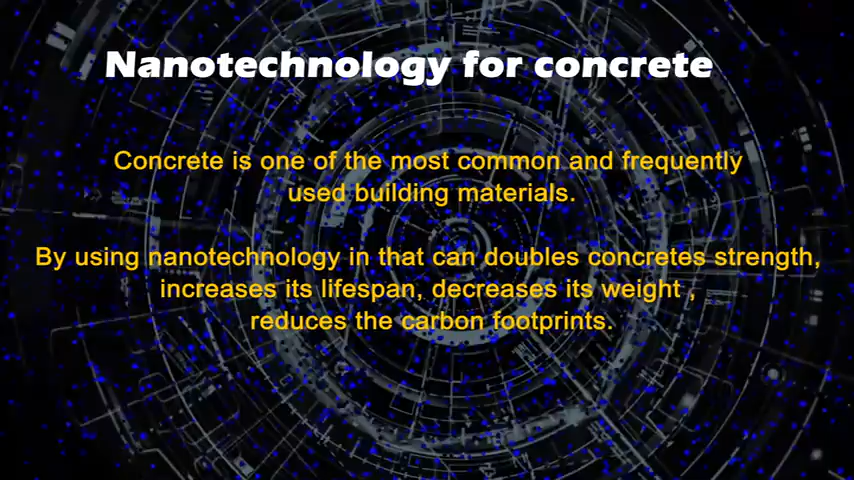 Nanotechnology for concrete
Concrete is one of the most common and frequently
used building materials.
By using nanotechnology in that can doubles concretes strength,
increases its lifespan, decreases its weight ,
reduces the carbon footprints.